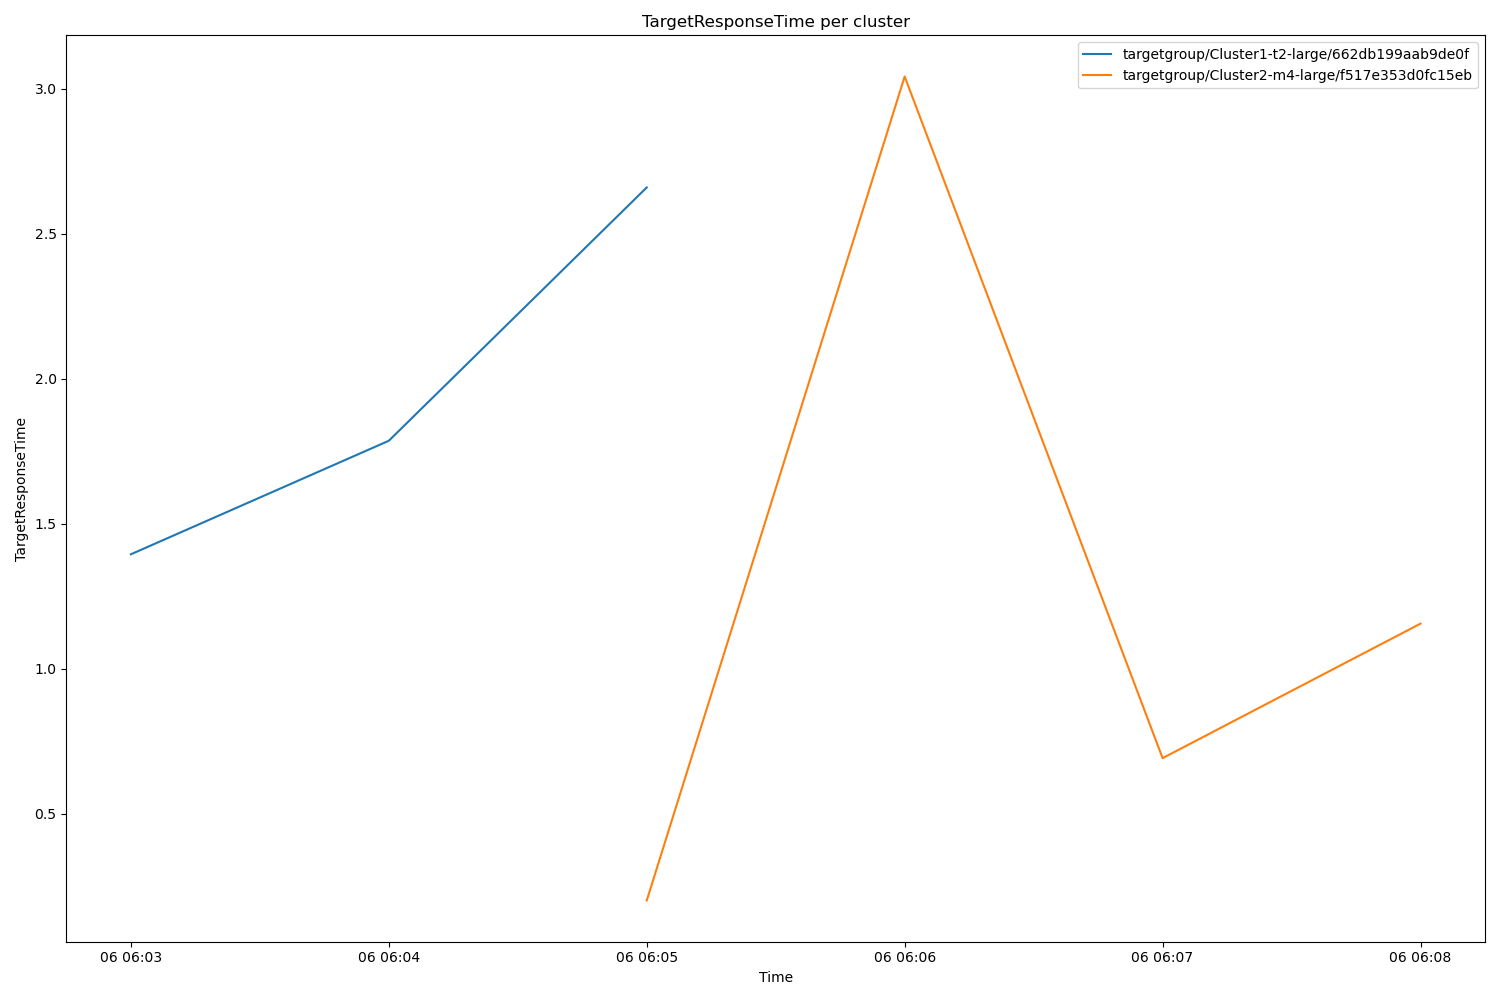 TargetResponseTime per cluster
targetgroup/Cluster1-t2-large/662db199aab9de0f
targetgroup/Cluster2-m4-large/f517e353d0fc15eb
3.0
2.5
2.0
1.5
1.0
0.5
TargetResponseTime
06 06:03
06 06:04
06 06:05
06 06:06
06 06:07
06 06:08
Time